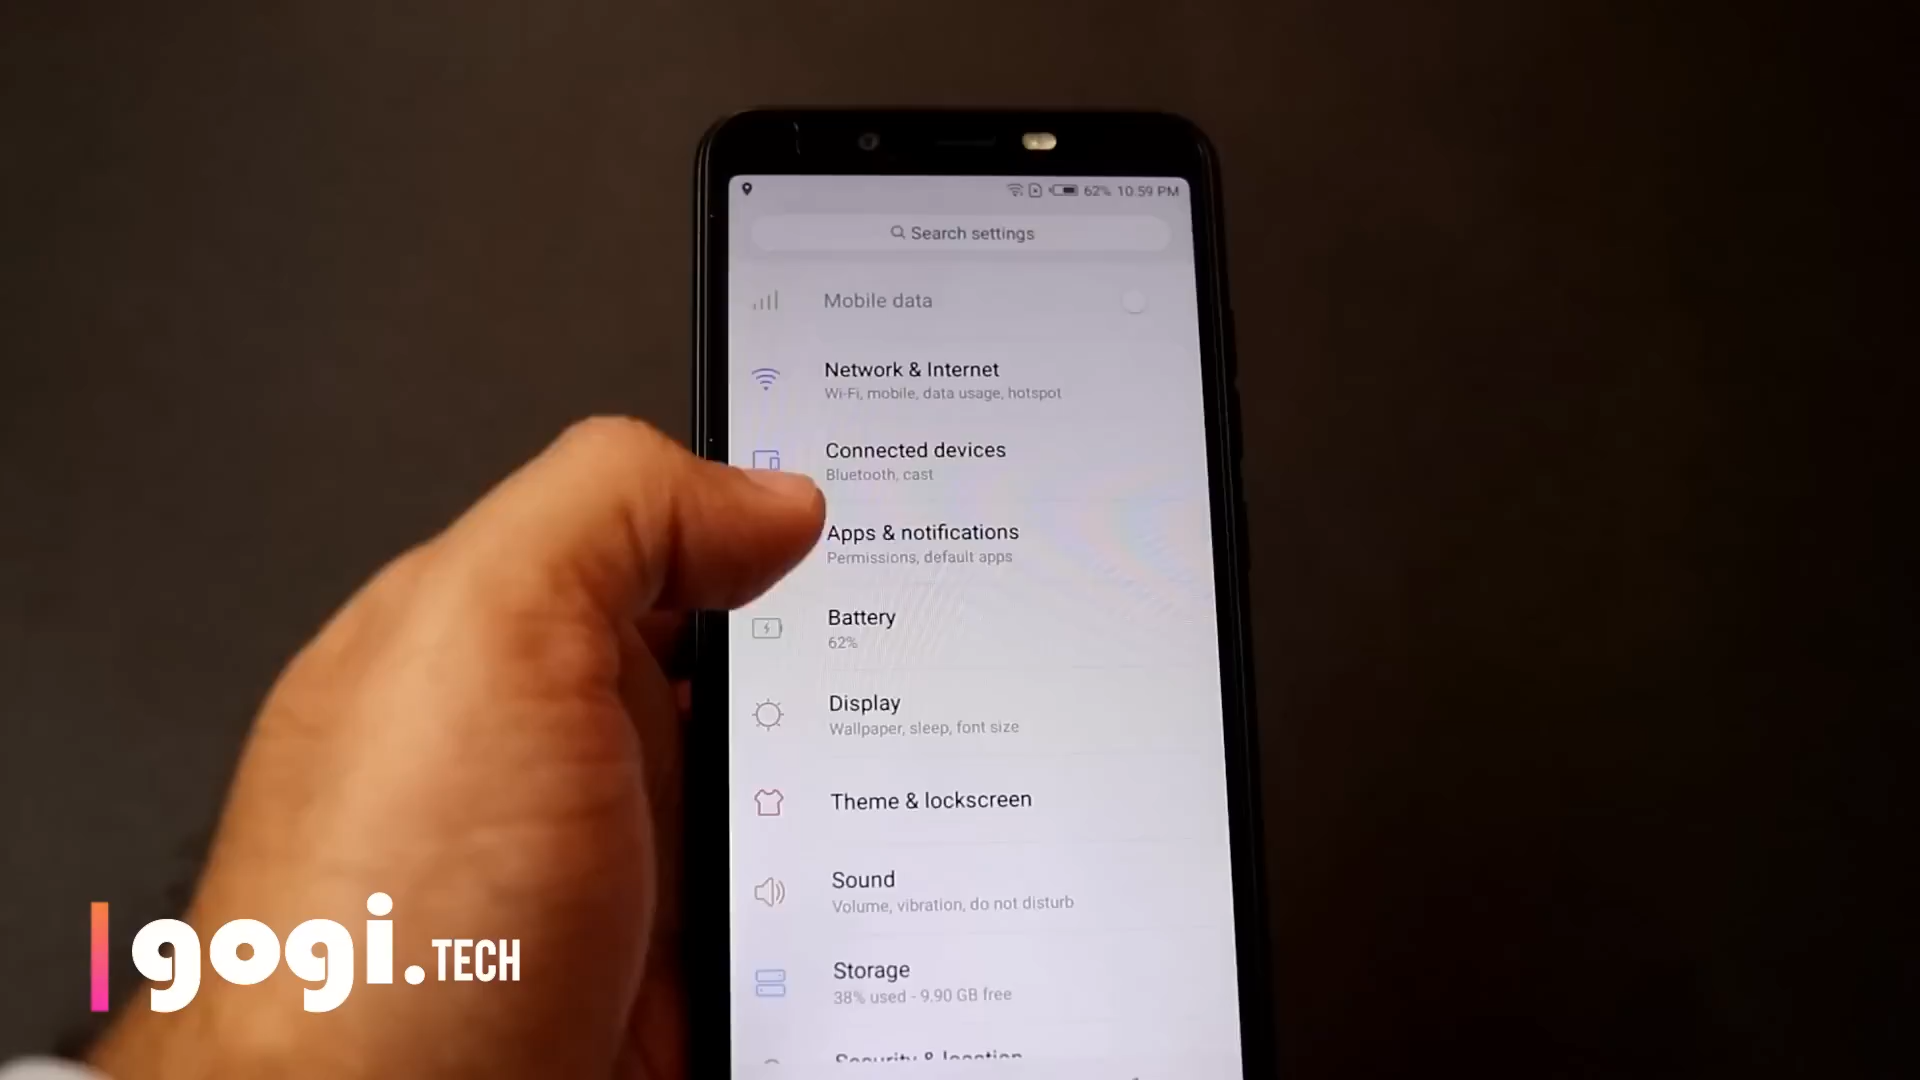 62% 10:59 PM
Search settings
Mobile data
Network & Internet
Wi-Fi, mobile, data usage, hotspot
Connected devices
Bluetooth, cast
Apps & notifications
Permissions, default apps
Battery
62%
Display
Wallpaper, sleep, font size
Theme & lockscreen
Sound
Volume, vibration, do not disturb
Storage
38% used - 9.90 GB free
Security & location
gogi.TECH